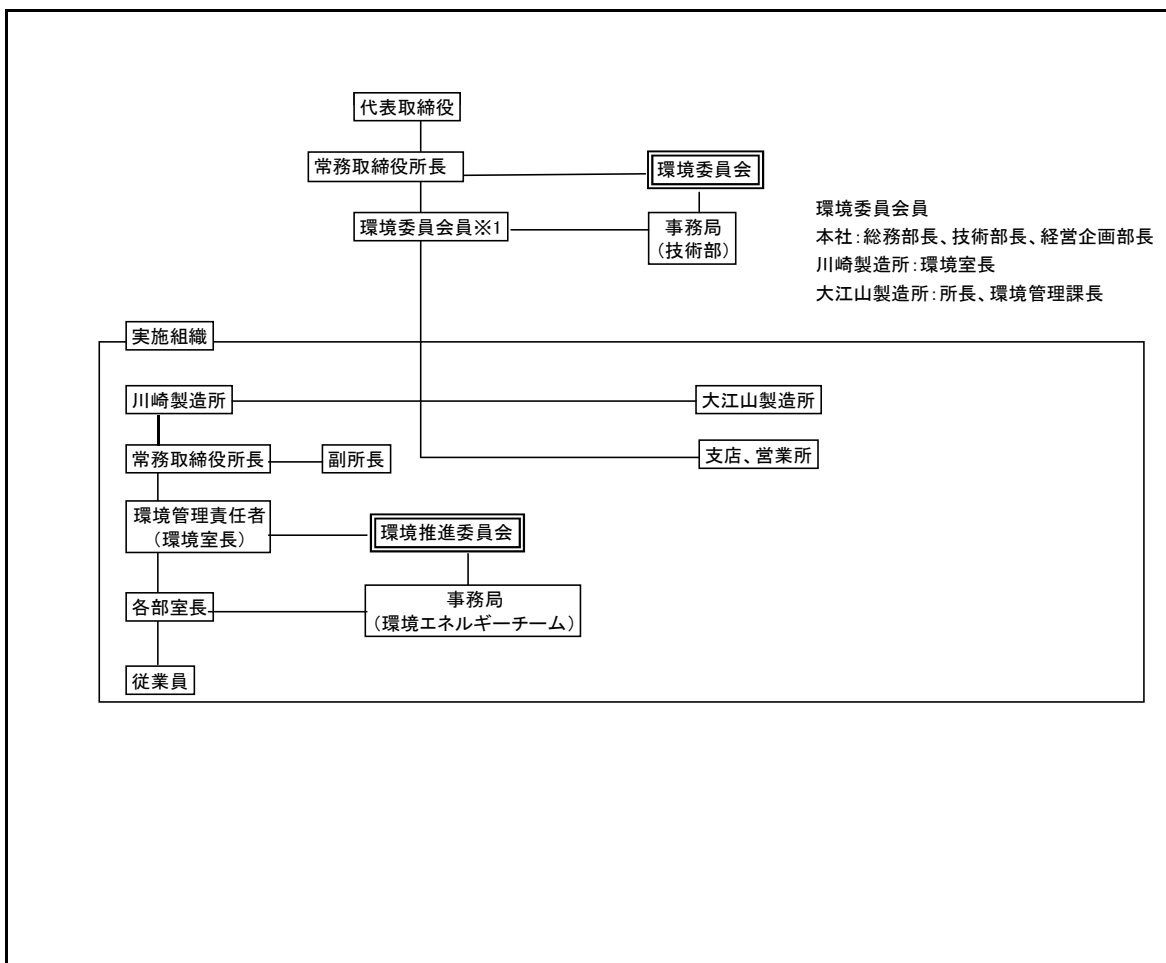 代表取締役
常務取締役所長
環境委員会
環境委員会員※1
事務局
(技術部)
環境委員会員
本社:総務部長、技術部長、経営企画部長
川崎製造所:環境室長
大江山製造所:所長、環境管理課長
実施組織
川崎製造所
大江山製造所
常務取締役所長
副所長
支店、営業所
環境管理責任者
(環境室長)
環境推進委員会
各部室長
事務局
(環境エネルギーチーム)
従業員